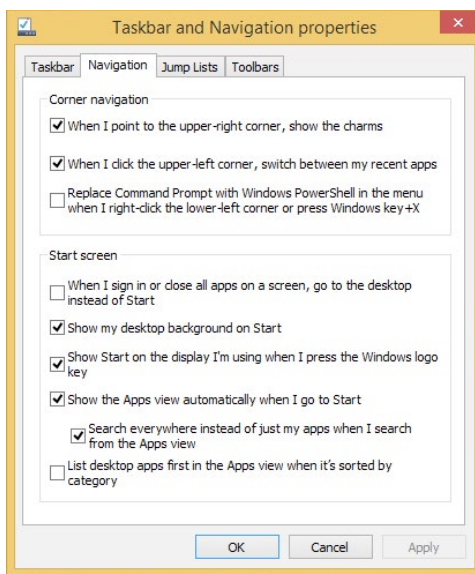 Taskbar and Navigation properties
Taskbar Navigation Jump Lists Toolbars
Corner navigation
When I point to the upper-right corner, show the charms
When I click the upper-left corner, switch between my recent apps
Replace Command Prompt with Windows PowerShell in the menu
when I right-click the lower-left corner or press Windows key+X
Start screen
When I sign in or close all apps on a screen, go to the desktop
instead of Start
Show my desktop background on Start
Show Start on the display I'm using when I press the Windows logo
key
Show the Apps view automatically when I go to Start
Search everywhere instead of just my apps when I search
from the Apps view
List desktop apps first in the Apps view when it's sorted by
category
OK Cancel Apply